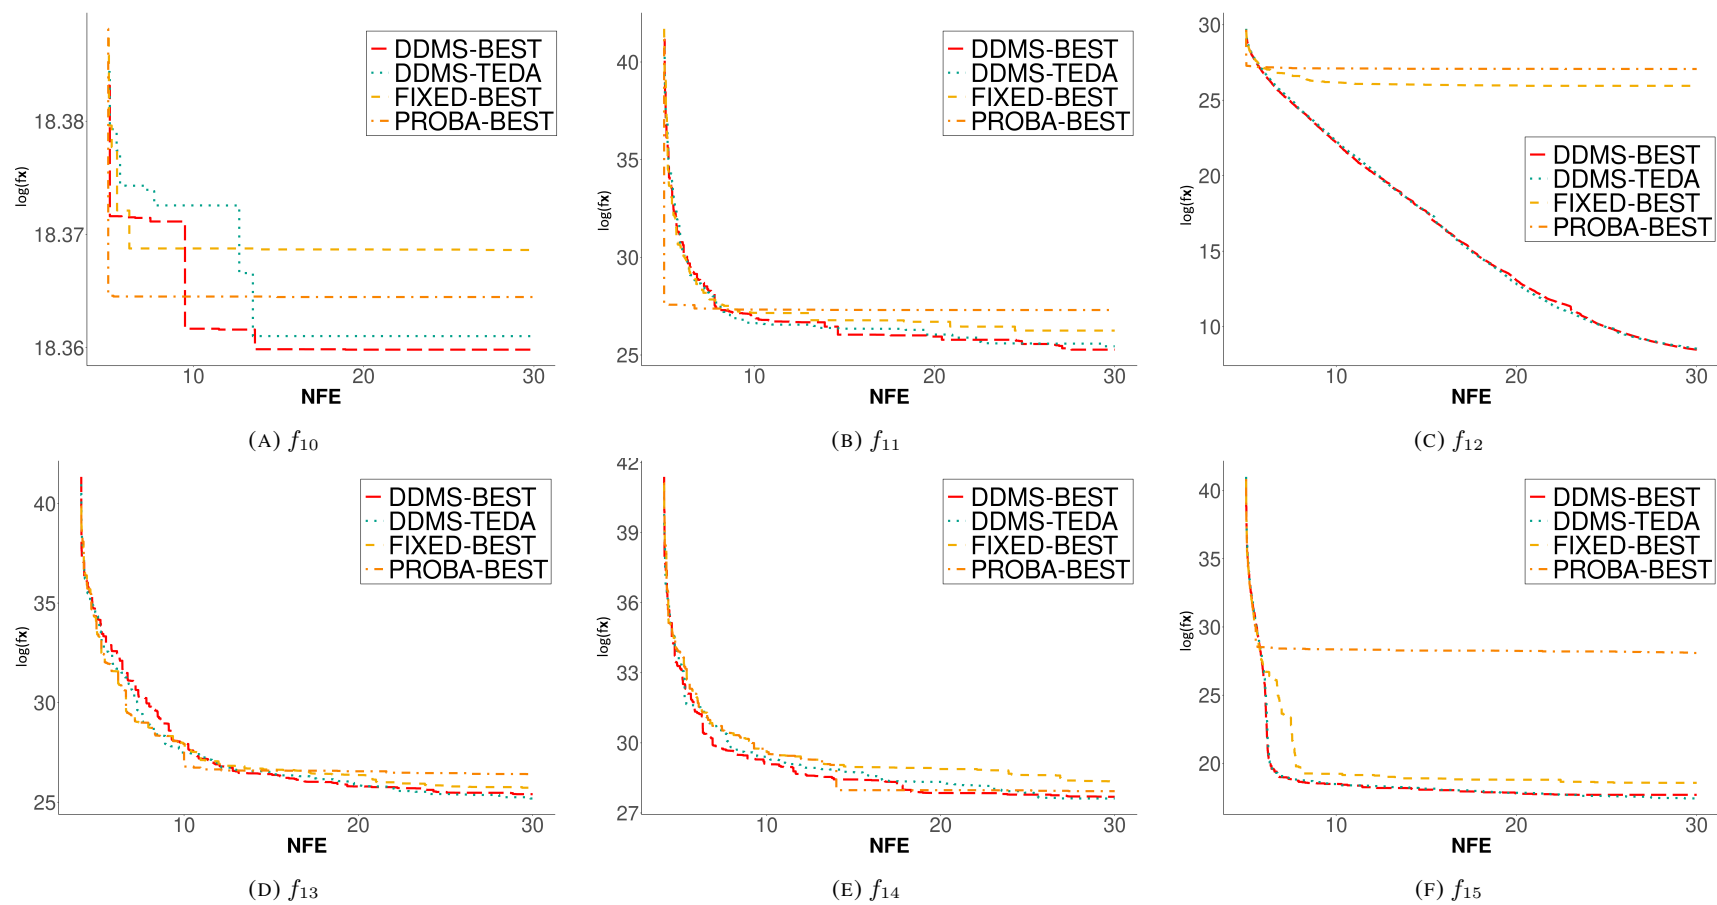 DDMS-BEST
DDMS-TEDA
FIXED-BEST
PROBA-BEST
18.38
18.37
18.36
log(fx)
10 20 30
NFE
(A) f10
DDMS-BEST
DDMS-TEDA
FIXED-BEST
PROBA-BEST
40
35
30
25
log(fx)
10 20 30
NFE
(B) f11
30
25
20
15
10
log(fx)
DDMS-BEST
DDMS-TEDA
FIXED-BEST
PROBA-BEST
10 20 30
NFE
(C) f12
DDMS-BEST
DDMS-TEDA
FIXED-BEST
PROBA-BEST
40
35
30
25
log(fx)
10 20 30
NFE
(D) f13
42
39
36
33
30
27
log(fx)
DDMS-BEST
DDMS-TEDA
FIXED-BEST
PROBA-BEST
10 20 30
NFE
(E) f14
40
35
30
25
20
log(fx)
DDMS-BEST
DDMS-TEDA
FIXED-BEST
PROBA-BEST
10 20 30
NFE
(F) f15